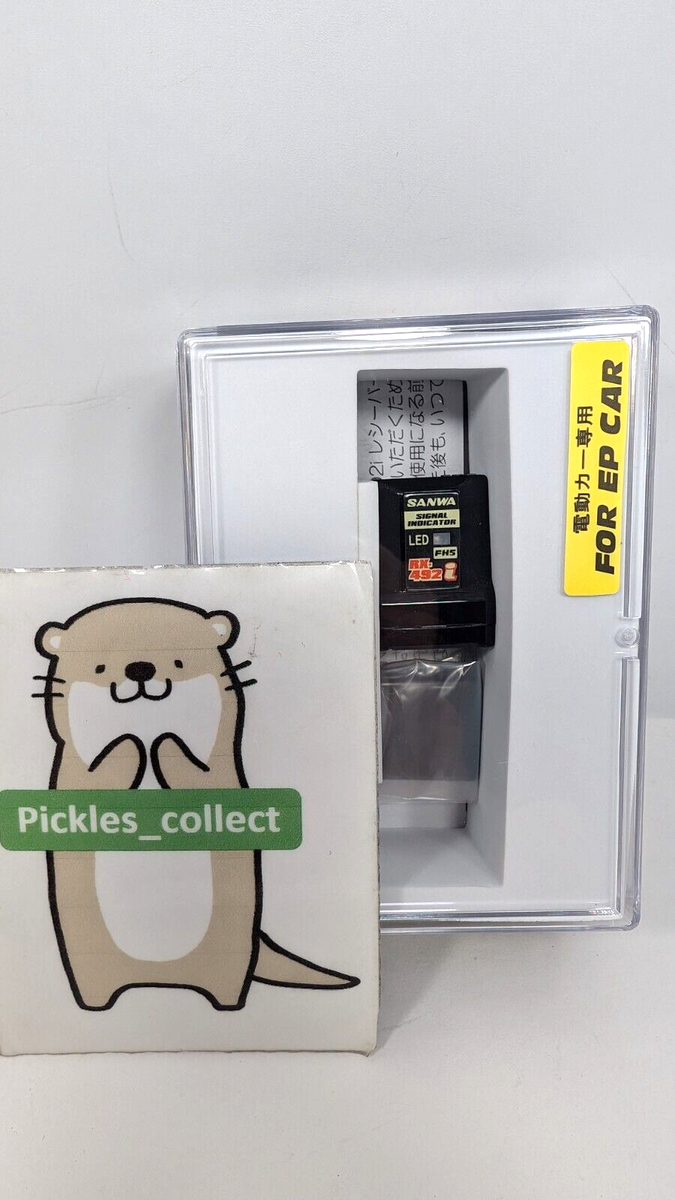 2i レシーバー
いただくため
使用になる前
後も、いつで
SANWA
SIGNAL
INDICATOR
LED
FH5
RX-
492 i
電動カー専用
FOR EP CAR
Pickles_collect